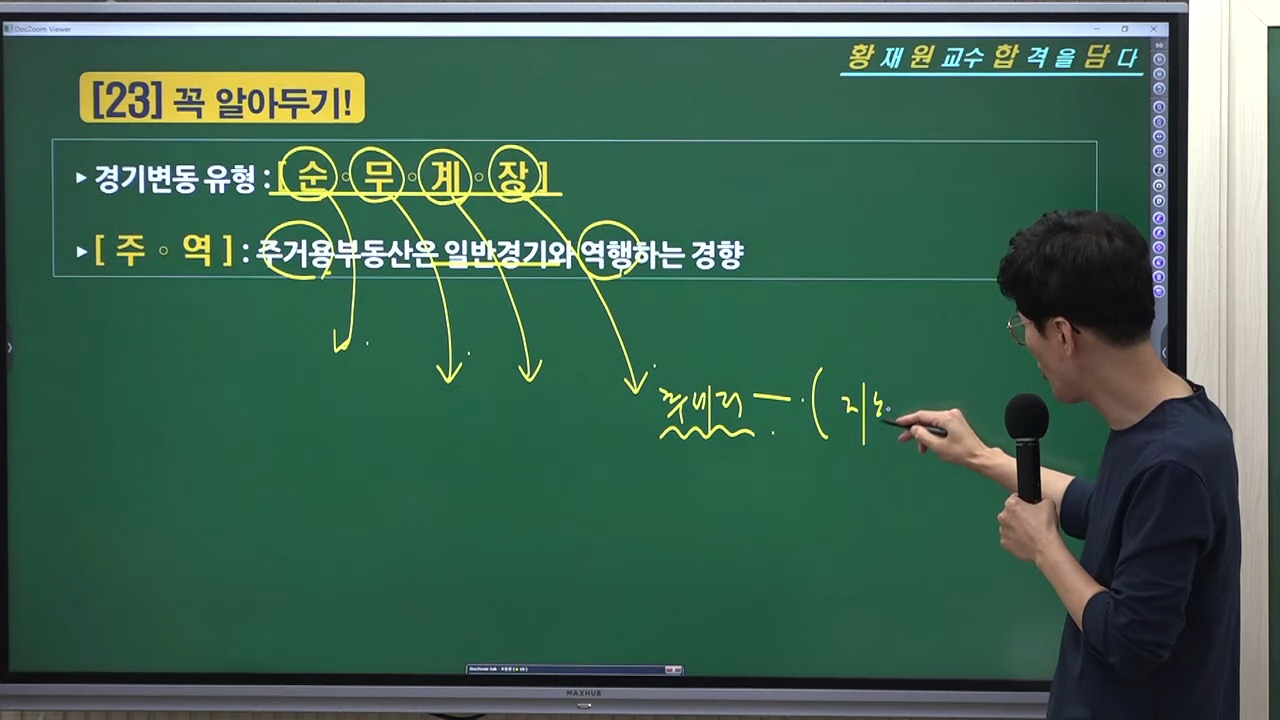 DocZoom Viewer
황재원 교수 합격을 담다
[23] 꼭 알아두기!
▸ 경기변동 유형 : [ 순 ◦ 무 ◦ 계 ◦ 장 ]
▸ [ 주 ◦ 역 ] : 주거용부동산은 일반경기와 역행하는 경향
MAXHUB